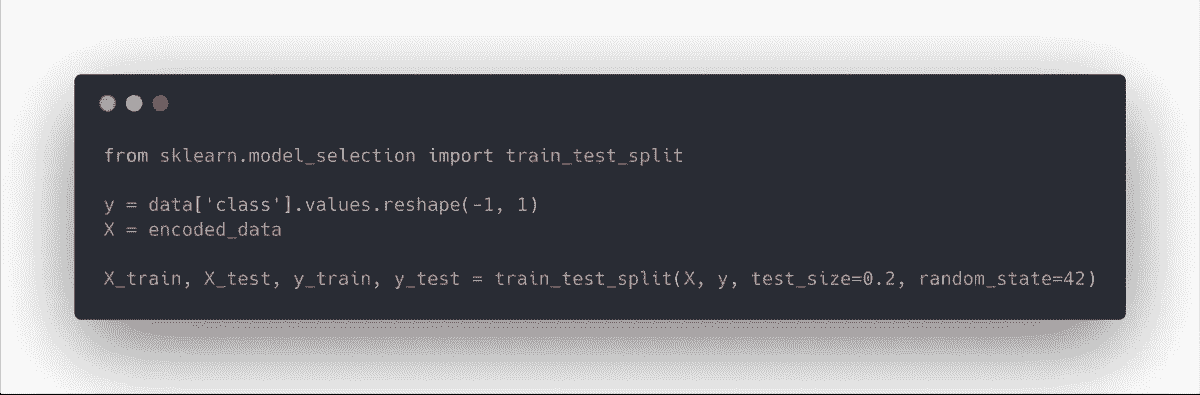 from sklearn.model_selection import train_test_split
y = data['class'].values.reshape(-1, 1)
X = encoded_data
X_train, X_test, y_train, y_test = train_test_split(X, y, test_size=0.2, random_state=42)